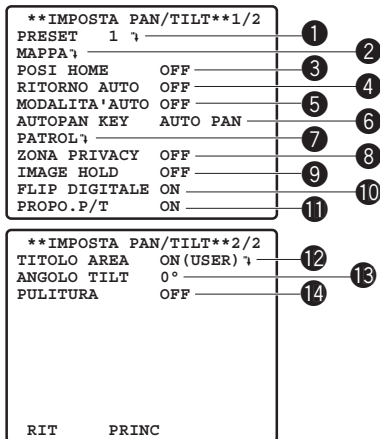 **IMPOSTA PAN/TILT**1/2
PRESET 1 ↴ 1
MAPPA↴ 2
POSI HOME OFF 3
RITORNO AUTO OFF 4
MODALITA'AUTO OFF 5
AUTOPAN KEY AUTO PAN 6
PATROL↴ 7
ZONA PRIVACY OFF 8
IMAGE HOLD OFF 9
FLIP DIGITALE ON 10
PROPO.P/T ON 11
**IMPOSTA PAN/TILT**2/2
TITOLO AREA ON(USER)↴ 12
ANGOLO TILT 0° 13
PULITURA OFF 14
RIT PRINC